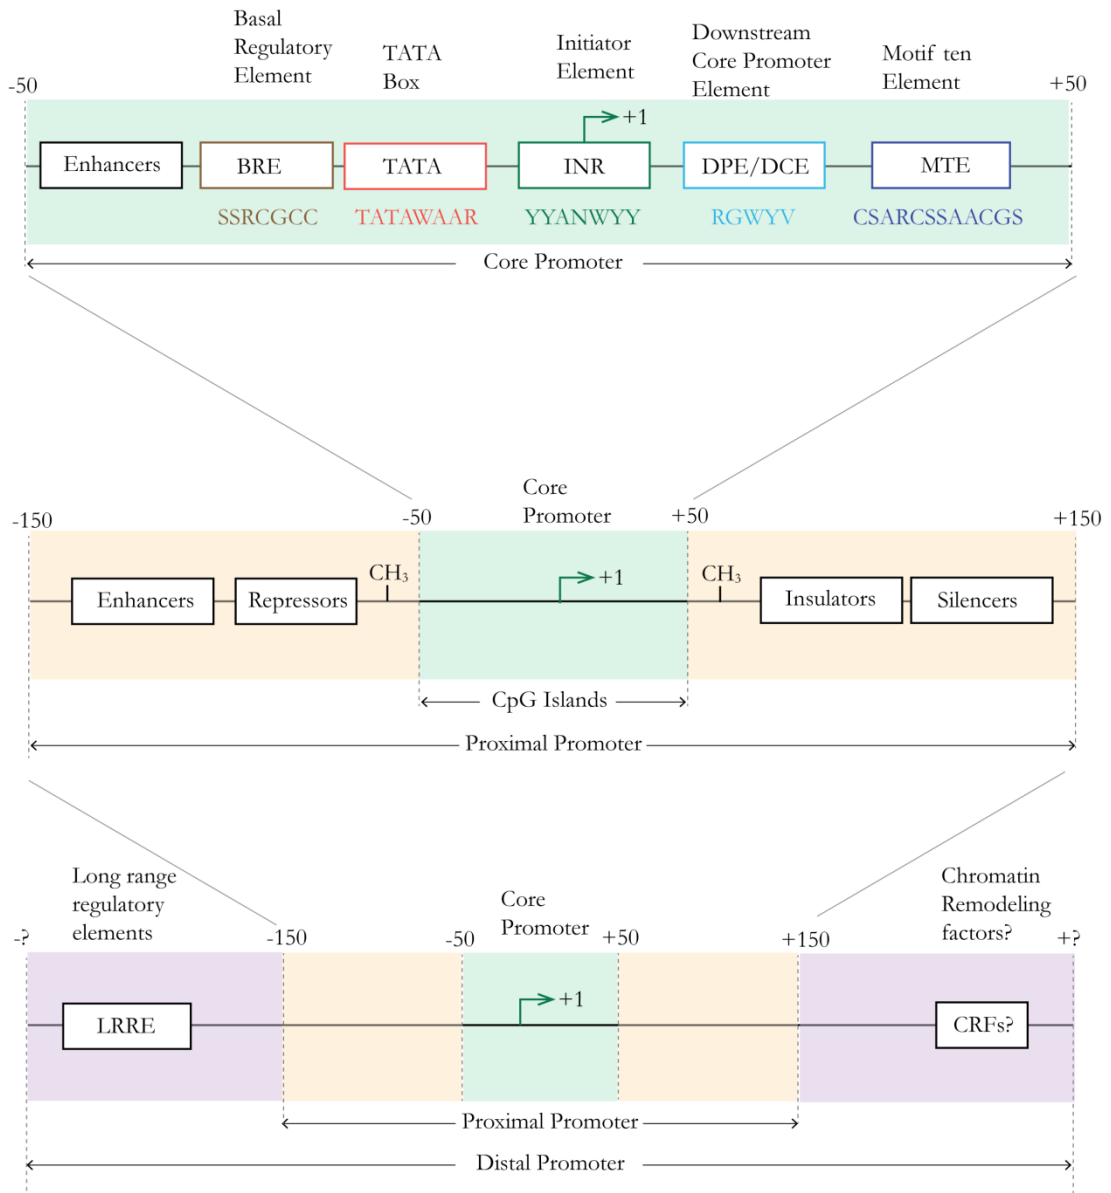 Basal
Regulatory
Element
TATA
Box
Initiator
Element
Downstream
Core Promoter
Element
Motif ten
Element
-50
+50
+1
Enhancers
BRE
TATA
INR
DPE/DCE
MTE
SSRCGCC
TATAWAAR
YYANWYY
RGWYV
CSARCSSAACGS
Core Promoter
Core
Promoter
-150
-50
+50
+150
CH₃
+1
CH₃
Enhancers
Repressors
Insulators
Silencers
CpG Islands
Proximal Promoter
Long range
regulatory
elements
Core
Promoter
Chromatin
Remodeling
factors?
-?
-150
-50
+50
+150
+?
+1
LRRE
CRFs?
Proximal Promoter
Distal Promoter